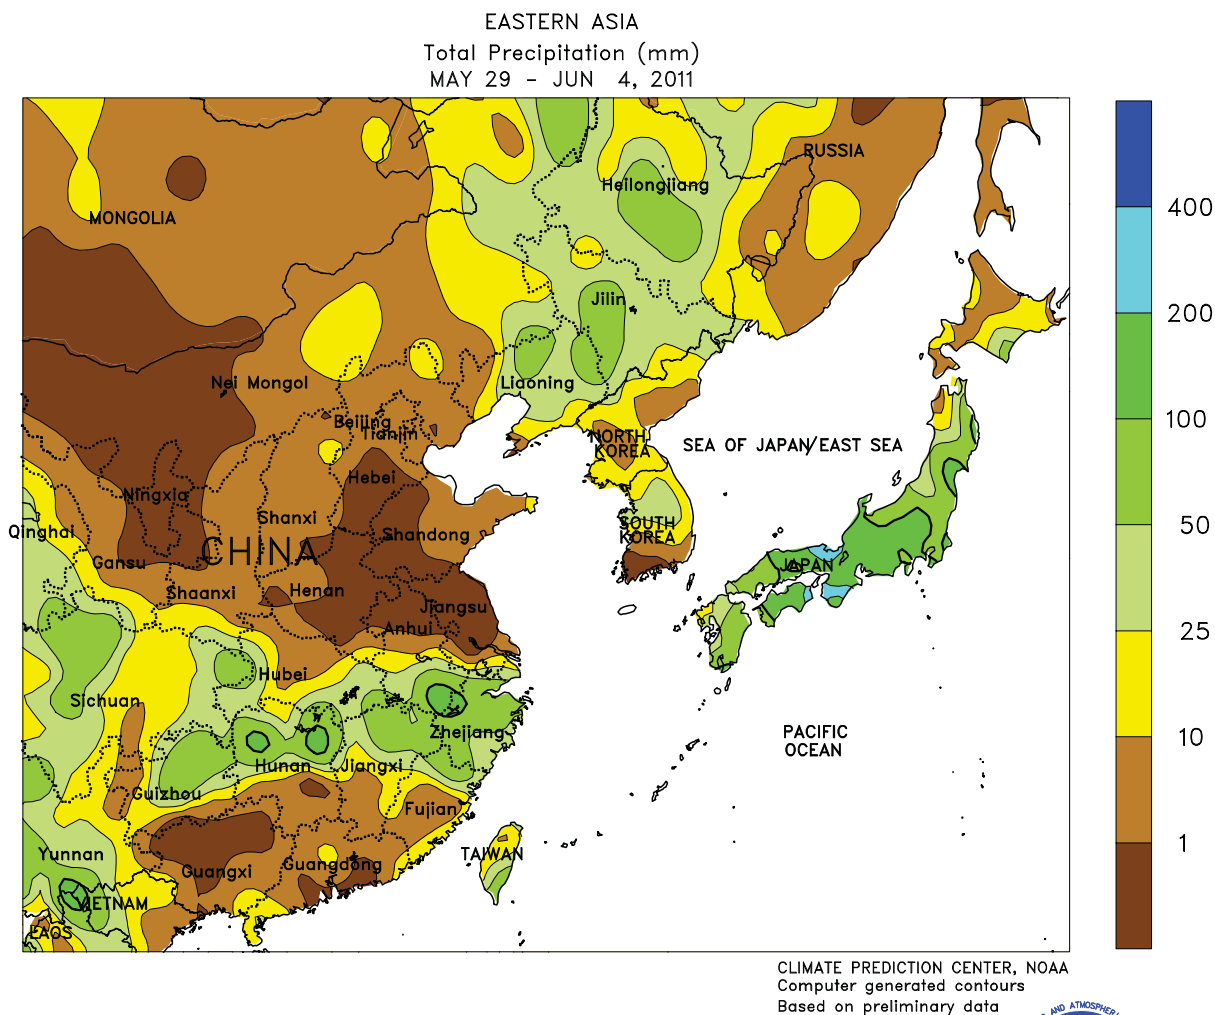 EASTERN ASIA
Total Precipitation (mm)
MAY 29 - JUN 4, 2011
RUSSIA
Heilongjiang
MONGOLIA
400
Jilin
200
Nei Mongol
Liaoning
Beijing
Tianjin
100
NORTH
KOREA
SEA OF JAPAN/EAST SEA
Hebei
Ningxia
Shanxi
SOUTH
KOREA
50
Qinghai
Shandong
CHINA
Gansu
JAPAN
Shaanxi
Henan
Jiangsu
Anhui
25
Hubei
Sichuan
Zhejiang
PACIFIC
OCEAN
10
Hunan
Jiangxi
Guizhou
Fujian
1
Yunnan
TAIWAN
Guangxi
Guangdong
VIETNAM
LAOS
CLIMATE PREDICTION CENTER, NOAA
Computer generated contours
Based on preliminary data
AND ATMOSPHERI